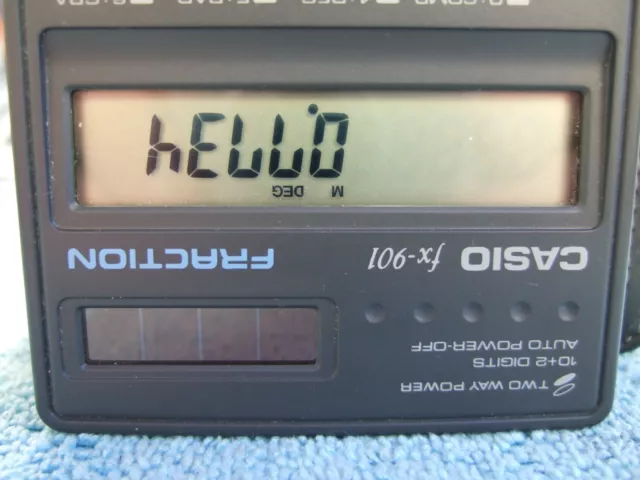 hELLO
M DEG
TWO WAY POWER
10+2 DIGITS
AUTO POWER-OFF
CASIO fx-901 FRACTION